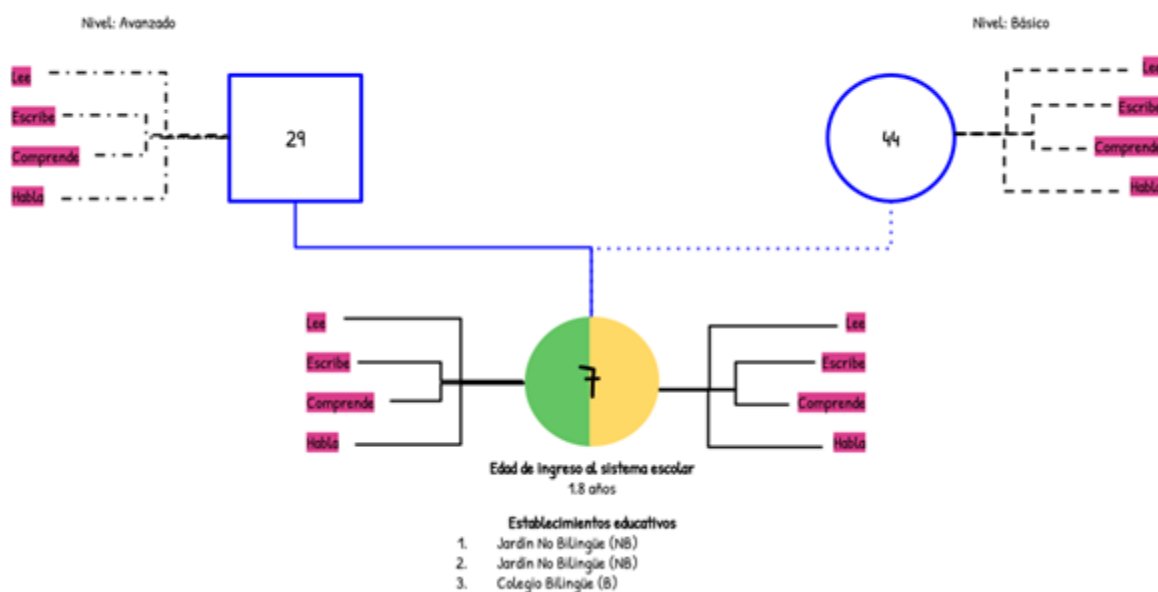 Nivel: Avanzado
Nivel: Básico
Lee
Escribe
Comprende
Habla
29
44
Lee
Escribe
Comprende
Habla
Lee
Escribe
Comprende
Habla
7
Lee
Escribe
Comprende
Habla
Edad de ingreso al sistema escolar
1.8 años
Establecimientos educativos
1. Jardín No Bilingüe (NB)
2. Jardín No Bilingüe (NB)
3. Colegio Bilingüe (B)